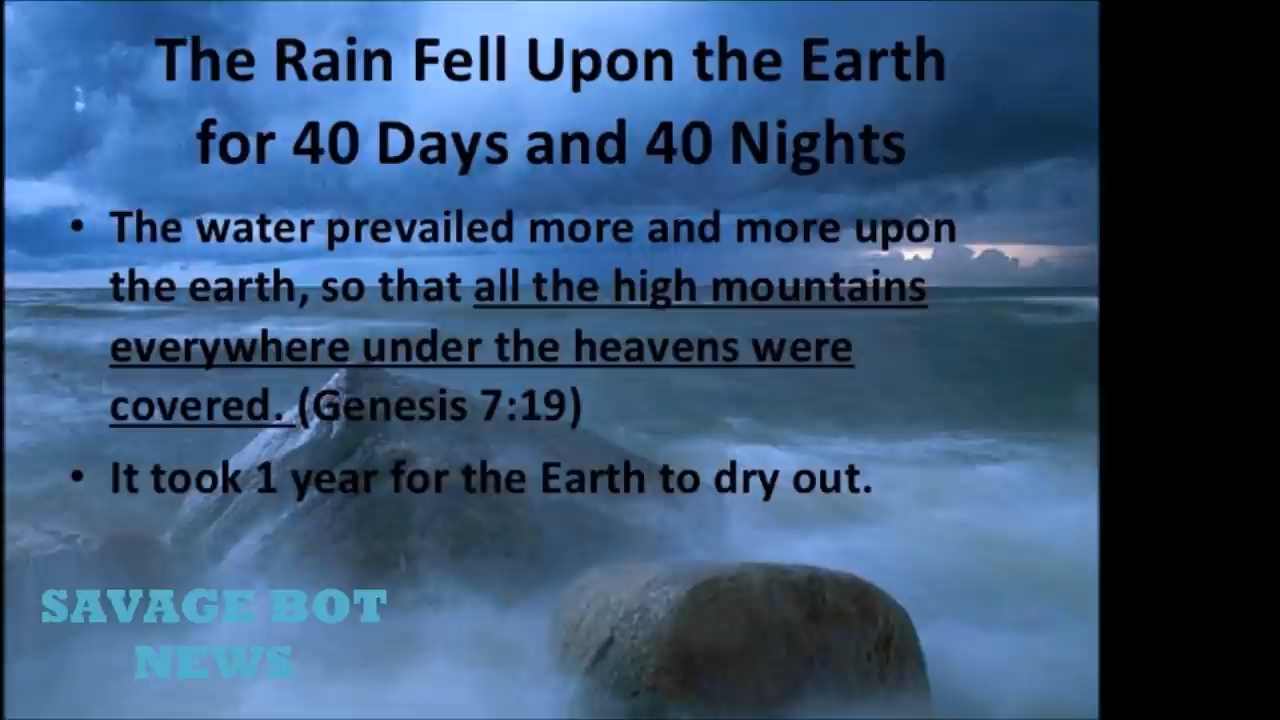 The Rain Fell Upon the Earth
for 40 Days and 40 Nights
• The water prevailed more and more upon
the earth, so that all the high mountains
everywhere under the heavens were
covered. (Genesis 7:19)
• It took 1 year for the Earth to dry out.
SAVAGE BOT
NEWS